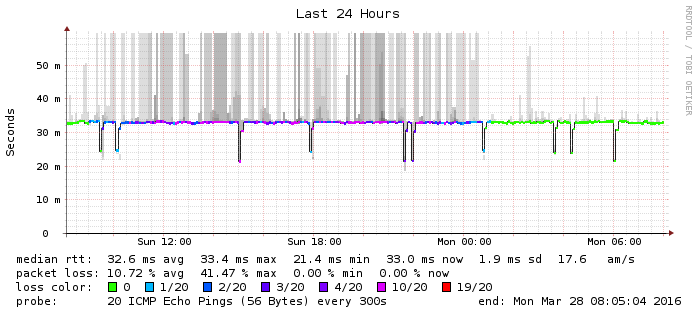 Last 24 Hours
RRDTOOL / TOBI OETIKER
Seconds
50 m
40 m
30 m
20 m
10 m
0
Sun 12:00 Sun 18:00 Mon 00:00 Mon 06:00
median rtt: 32.6 ms avg 33.4 ms max 21.4 ms min 33.0 ms now 1.9 ms sd 17.6 am/s
packet loss: 10.72 % avg 41.47 % max 0.00 % min 0.00 % now
loss color: 0 1/20 2/20 3/20 4/20 10/20 19/20
probe: 20 ICMP Echo Pings (56 Bytes) every 300s end: Mon Mar 28 08:05:04 2016